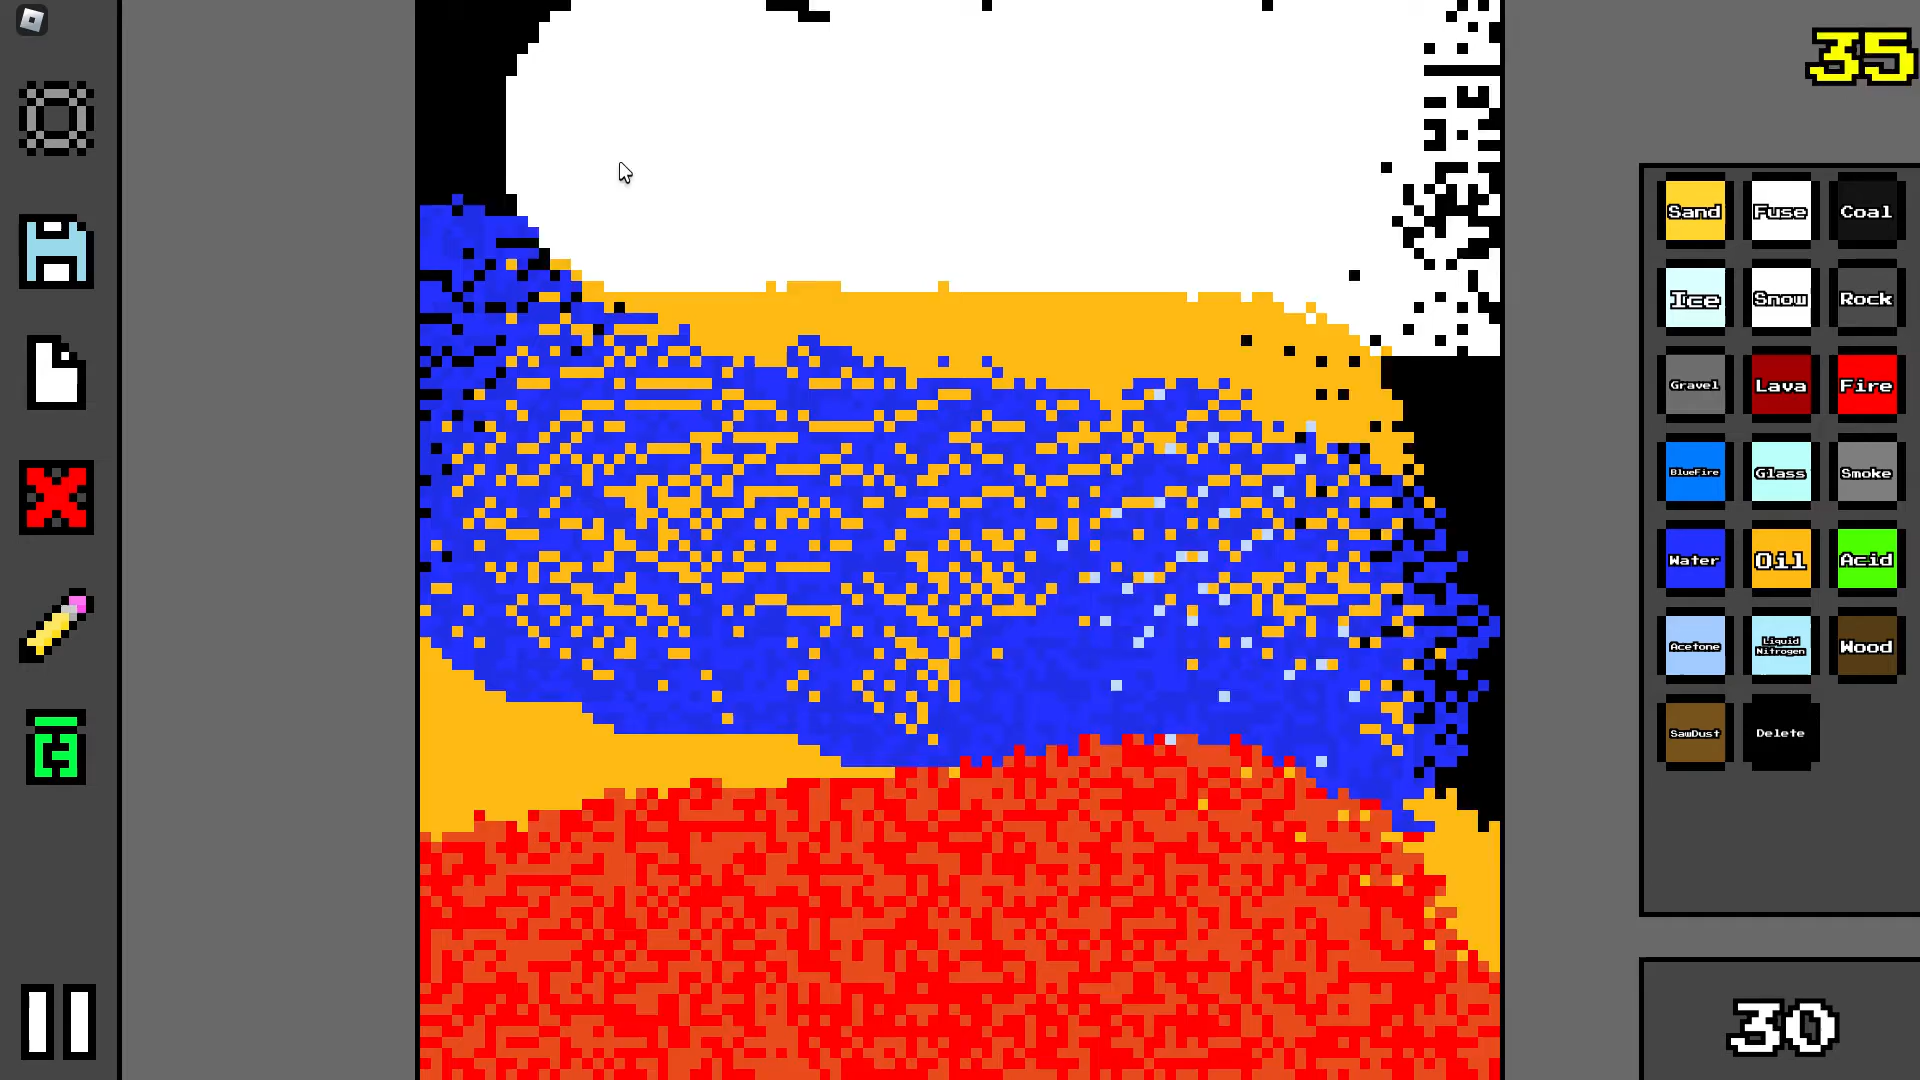 35
Sand Fuse Coal
Ice Snow Rock
Gravel Lava Fire
BlueFire Glass Smoke
Water Oil Acid
Acetone Liquid Nitrogen Wood
SawDust Delete
30